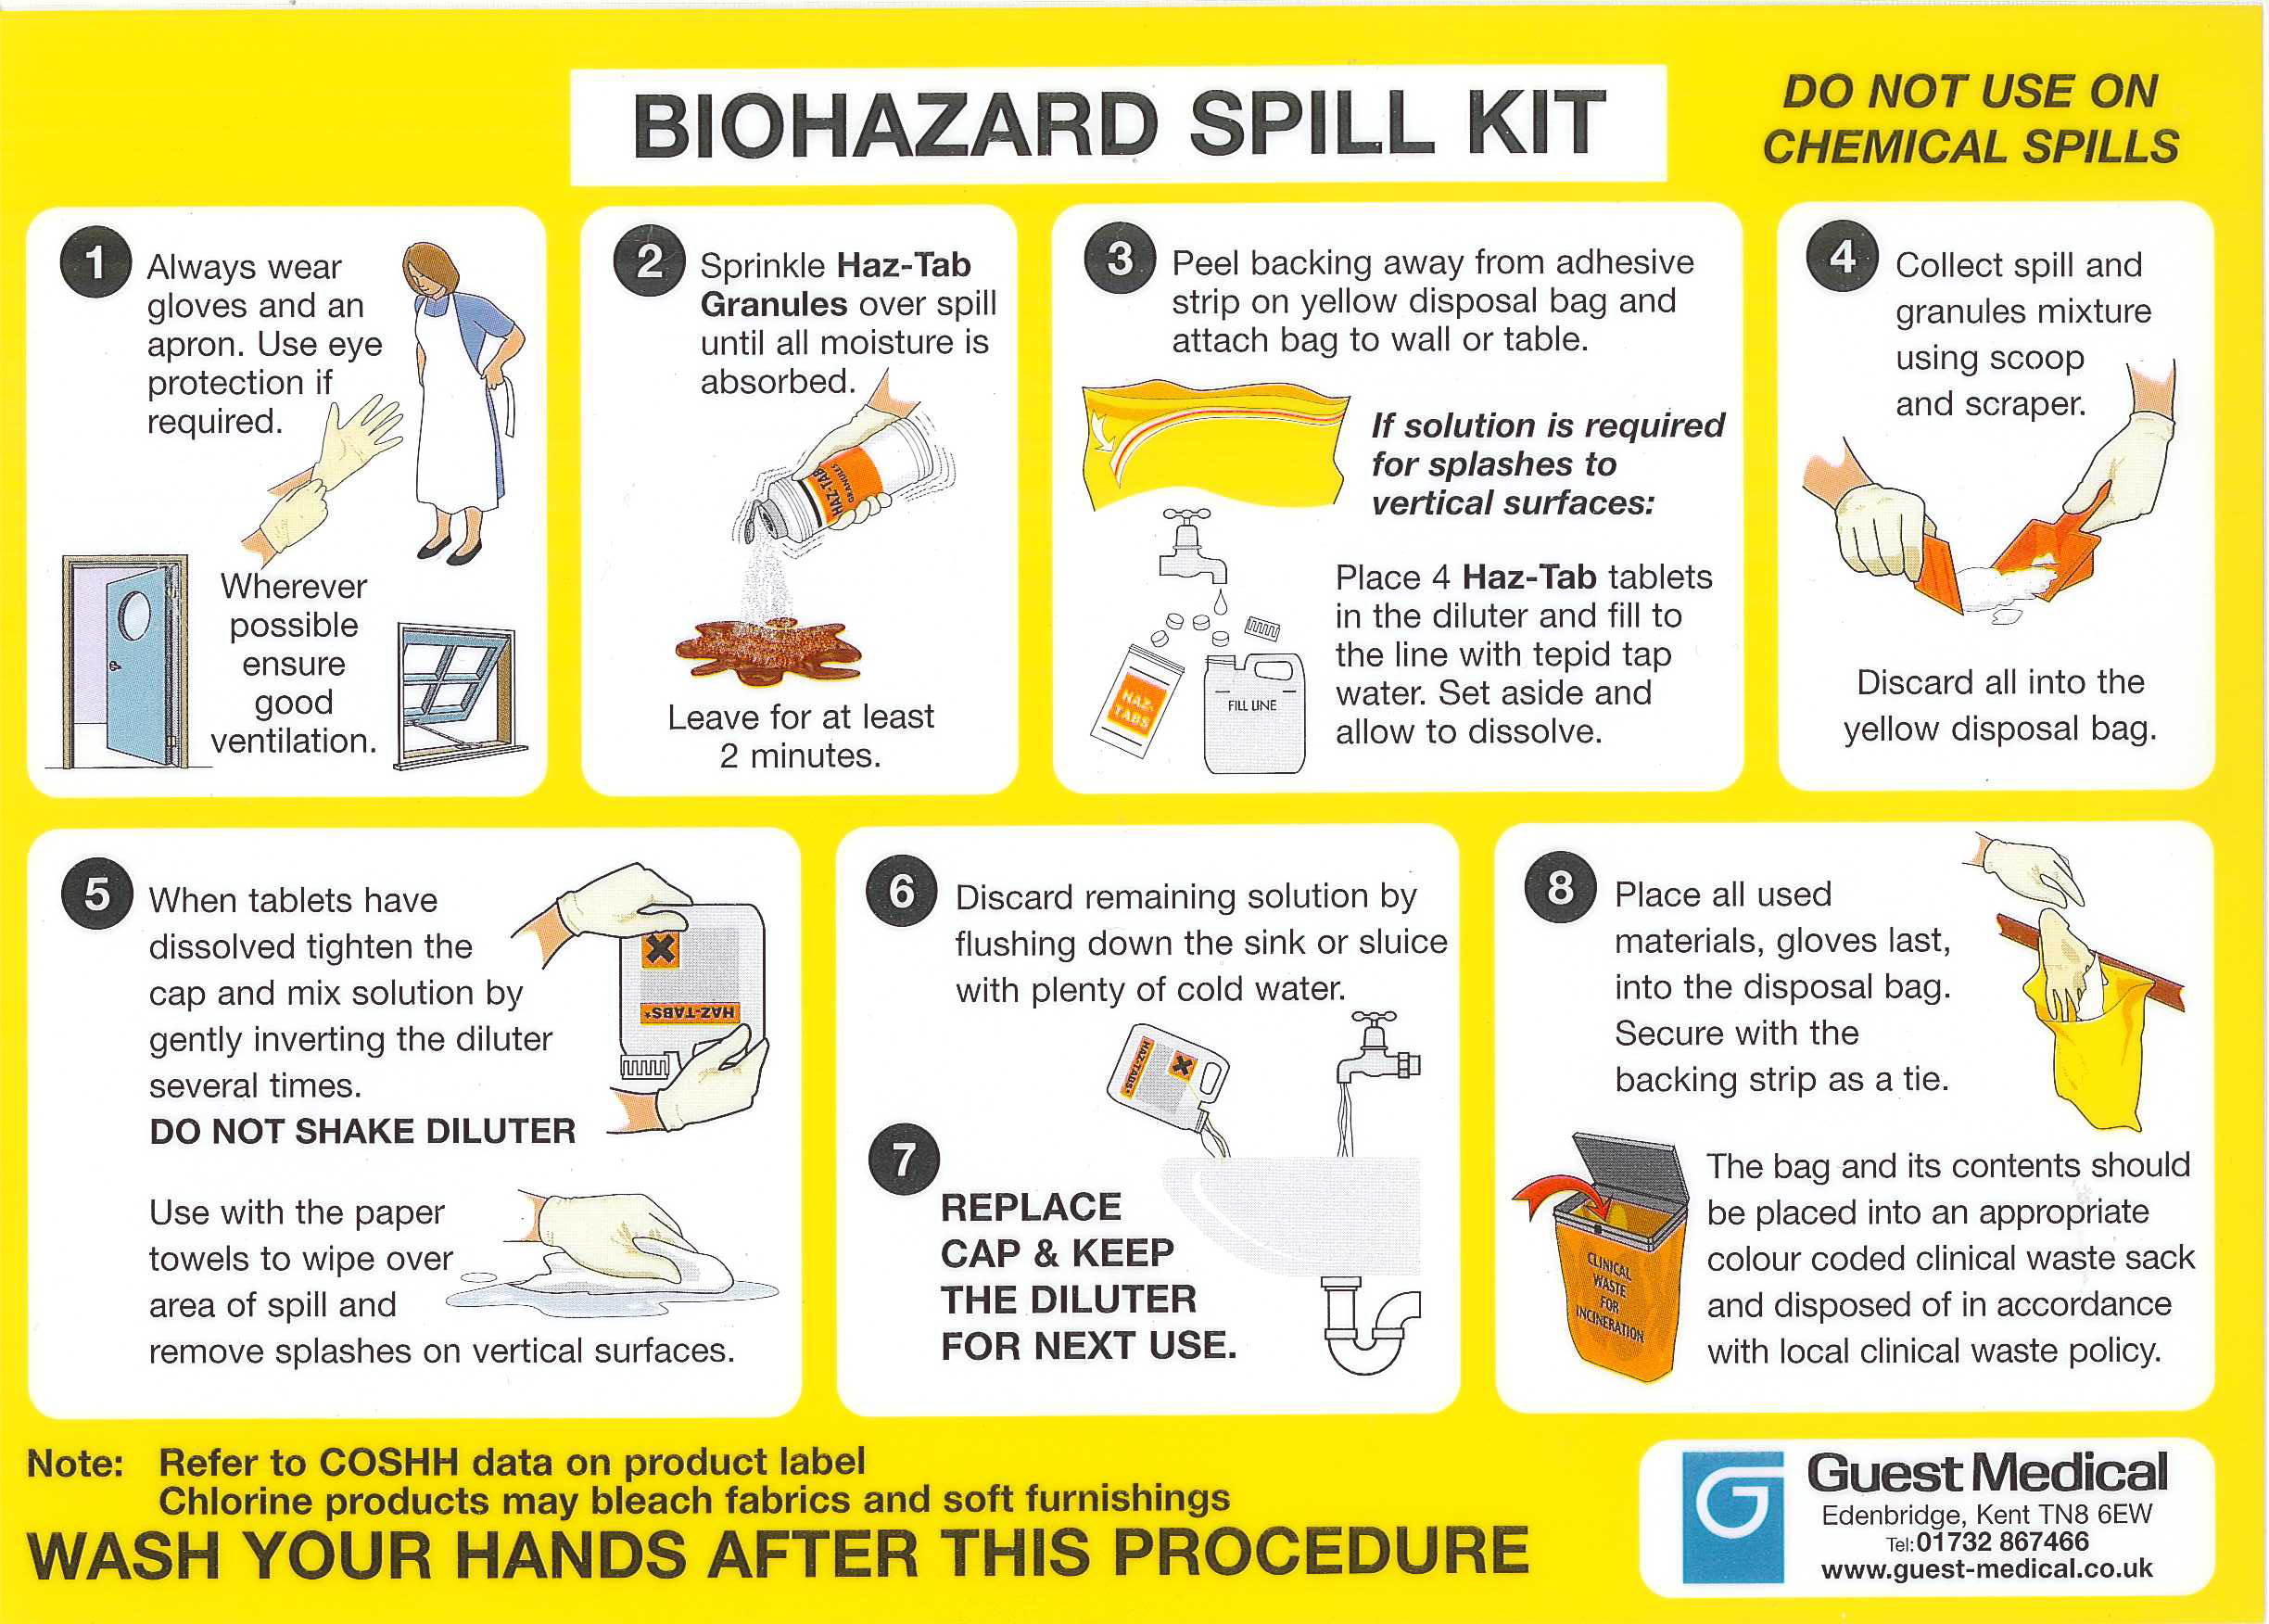 BIOHAZARD SPILL KIT
DO NOT USE ON
CHEMICAL SPILLS
1
Always wear
gloves and an
apron. Use eye
protection if
required.
Wherever
possible
ensure
good
ventilation.
2
Sprinkle Haz-Tab
Granules over spill
until all moisture is
absorbed.
HAZ-TAB
GRANULES
Leave for at least
2 minutes.
3
Peel backing away from adhesive
strip on yellow disposal bag and
attach bag to wall or table.
If solution is required
for splashes to
vertical surfaces:
Place 4 Haz-Tab tablets
in the diluter and fill to
the line with tepid tap
water. Set aside and
allow to dissolve.
HAZ-
TABS
FILL LINE
4
Collect spill and
granules mixture
using scoop
and scraper.
Discard all into the
yellow disposal bag.
5
When tablets have
dissolved tighten the
cap and mix solution by
gently inverting the diluter
several times.
DO NOT SHAKE DILUTER
HAZ-TABS*
Use with the paper
towels to wipe over
area of spill and
remove splashes on vertical surfaces.
6
Discard remaining solution by
flushing down the sink or sluice
with plenty of cold water.
HAZ-TABS*
7
REPLACE
CAP & KEEP
THE DILUTER
FOR NEXT USE.
8
Place all used
materials, gloves last,
into the disposal bag.
Secure with the
backing strip as a tie.
CLINICAL
WASTE
FOR
INCINERATION
The bag and its contents should
be placed into an appropriate
colour coded clinical waste sack
and disposed of in accordance
with local clinical waste policy.
Note: Refer to COSHH data on product label
Chlorine products may bleach fabrics and soft furnishings
WASH YOUR HANDS AFTER THIS PROCEDURE
Guest Medical
Edenbridge, Kent TN8 6EW
Tel:01732 867466
www.guest-medical.co.uk